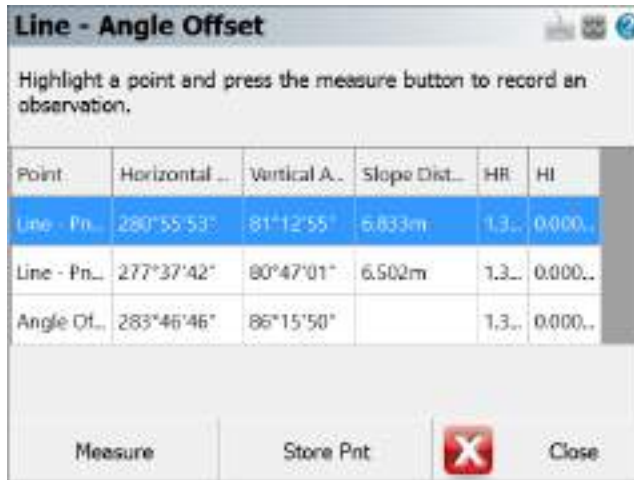 Line - Angle Offset
Highlight a point and press the measure button to record an
observation.
Point Horizontal ... Vertical A... Slope Dist... HR HI
Line - Pn... 280°55'53" 81°12'55" 6.833m 1.3... 0.000...
Line - Pn... 277°37'42" 80°47'01" 6.502m 1.3... 0.000...
Angle Of... 283°46'46" 86°15'50" 1.3... 0.000...
Measure Store Pnt Close